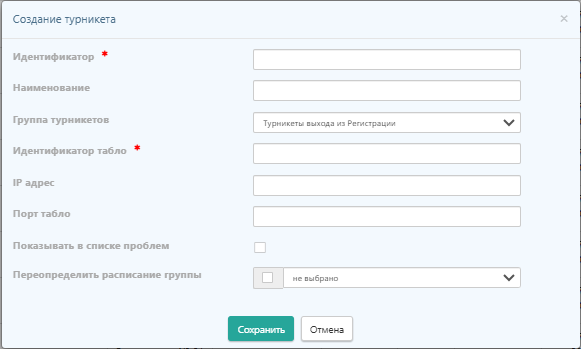 Создание турникета ×
Идентификатор *
Наименование
Группа турникетов Турникеты выхода из Регистрации
Идентификатор табло *
IP адрес
Порт табло
Показывать в списке проблем
Переопределить расписание группы не выбрано
Сохранить Отмена